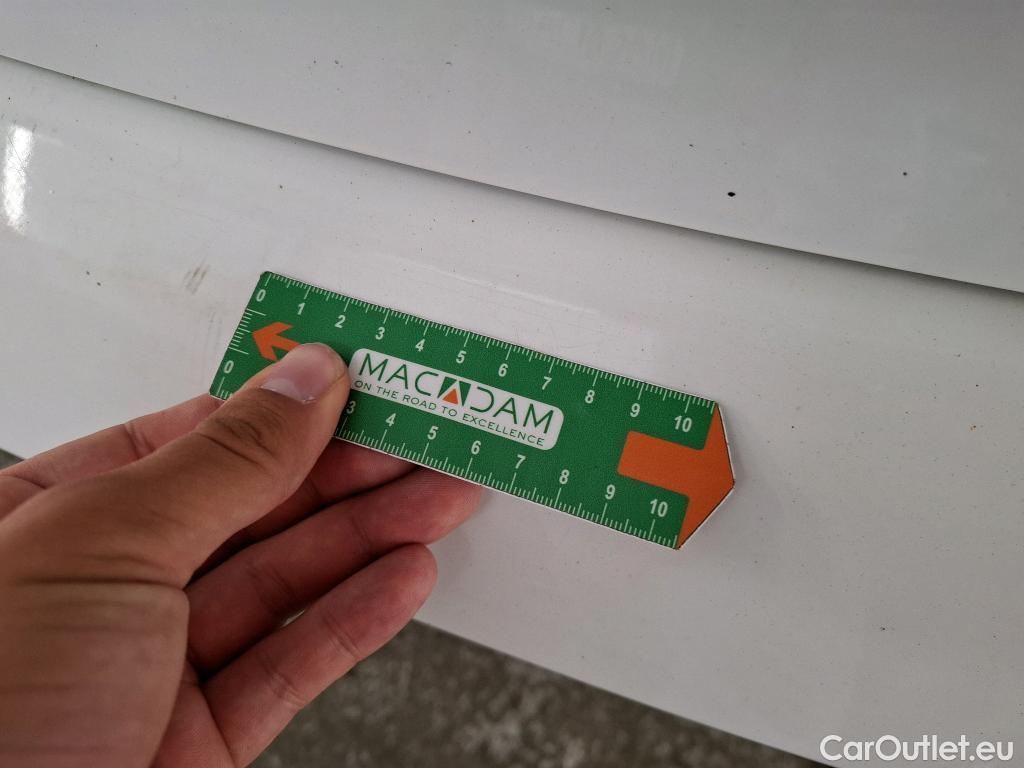 0 1 2 3 4 5 6 7 8 9 10
MACADAM
ON THE ROAD TO EXCELLENCE
0 3 4 5 6 7 8 9 10
CarOutlet.eu